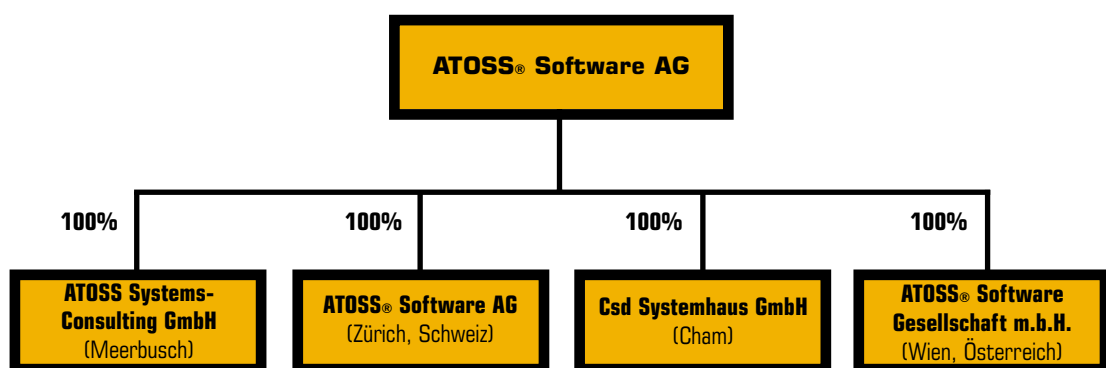 ATOSS® Software AG
100%
100%
100%
100%
ATOSS Systems-
Consulting GmbH
(Meerbusch)
ATOSS® Software AG
(Zürich, Schweiz)
Csd Systemhaus GmbH
(Cham)
ATOSS® Software
Gesellschaft m.b.H.
(Wien, Österreich)